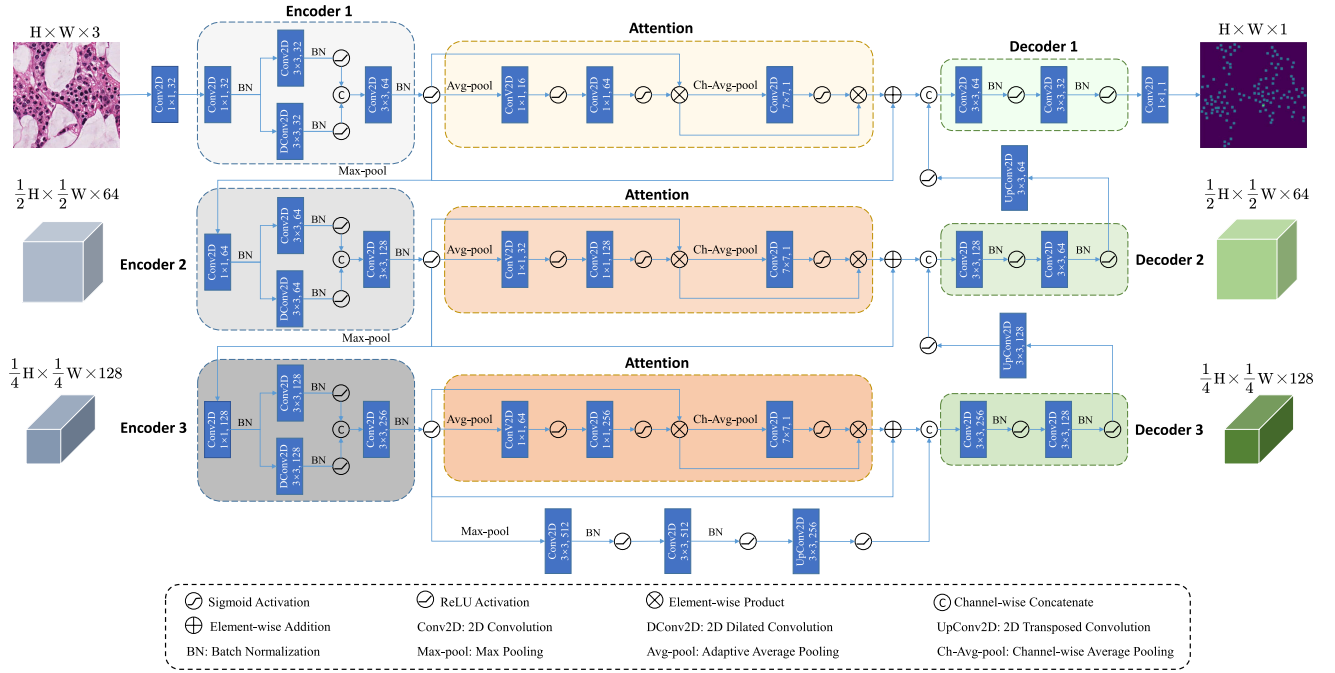 Encoder 1
Attention
Decoder 1
H×W×3
H×W×1
Conv2D 1×1, 32
Conv2D 1×1, 32
BN
Conv2D 3×3, 32
BN
DConv2D 3×3, 32
BN
C
Conv2D 3×3, 64
BN
Avg-pool
ConV2D 1×1, 16
Conv2D 1×1, 64
Ch-Avg-pool
Conv2D 7×7, 1
C
Conv2D 3×3, 64
BN
Conv2D 3×3, 32
BN
Conv2D 1×1, 1
Max-pool
UpConv2D 3×3, 64
Attention
1/2 H× 1/2 W×64
1/2 H× 1/2 W×64
Encoder 2
Conv2D 1×1, 64
BN
Conv2D 3×3, 64
BN
DConv2D 3×3, 64
BN
C
Conv2D 3×3, 128
BN
Avg-pool
ConV2D 1×1, 32
Conv2D 1×1, 128
Ch-Avg-pool
Conv2D 7×7, 1
C
Conv2D 3×3, 128
BN
Conv2D 3×3, 64
BN
Decoder 2
Max-pool
UpConv2D 3×3, 128
Attention
1/4 H× 1/4 W×128
1/4 H× 1/4 W×128
Encoder 3
Conv2D 1×1, 128
BN
Conv2D 3×3, 128
BN
DConv2D 3×3, 128
BN
C
Conv2D 3×3, 256
BN
Avg-pool
ConV2D 1×1, 64
Conv2D 1×1, 256
Ch-Avg-pool
Conv2D 7×7, 1
C
Conv2D 3×3, 256
BN
Conv2D 3×3, 128
BN
Decoder 3
Max-pool
Conv2D 3×3, 512
BN
Conv2D 3×3, 512
BN
UpConv2D 3×3, 256
Sigmoid Activation
ReLU Activation
Element-wise Product
C Channel-wise Concatenate
Element-wise Addition
Conv2D: 2D Convolution
DConv2D: 2D Dilated Convolution
UpConv2D: 2D Transposed Convolution
BN: Batch Normalization
Max-pool: Max Pooling
Avg-pool: Adaptive Average Pooling
Ch-Avg-pool: Channel-wise Average Pooling